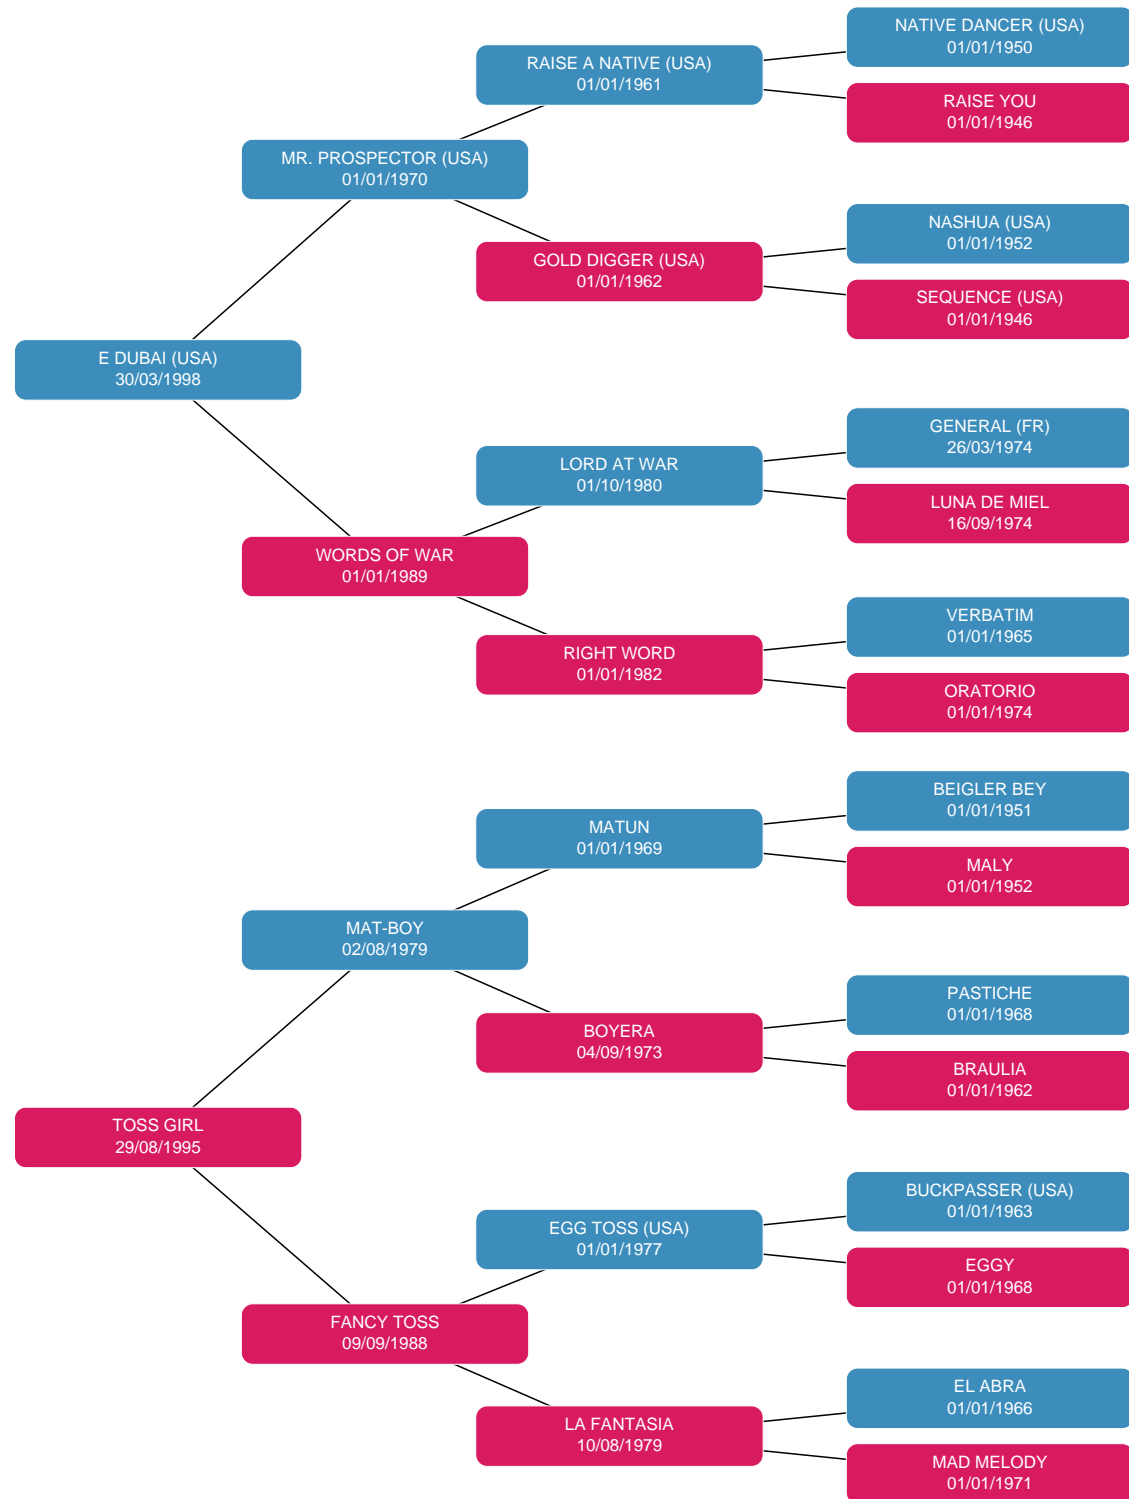 NATIVE DANCER (USA)
01/01/1950
RAISE A NATIVE (USA)
01/01/1961
RAISE YOU
01/01/1946
MR. PROSPECTOR (USA)
01/01/1970
NASHUA (USA)
01/01/1952
GOLD DIGGER (USA)
01/01/1962
SEQUENCE (USA)
01/01/1946
E DUBAI (USA)
30/03/1998
GENERAL (FR)
26/03/1974
LORD AT WAR
01/10/1980
LUNA DE MIEL
16/09/1974
WORDS OF WAR
01/01/1989
VERBATIM
01/01/1965
RIGHT WORD
01/01/1982
ORATORIO
01/01/1974
BEIGLER BEY
01/01/1951
MATUN
01/01/1969
MALY
01/01/1952
MAT-BOY
02/08/1979
PASTICHE
01/01/1968
BOYERA
04/09/1973
BRAULIA
01/01/1962
TOSS GIRL
29/08/1995
BUCKPASSER (USA)
01/01/1963
EGG TOSS (USA)
01/01/1977
EGGY
01/01/1968
FANCY TOSS
09/09/1988
EL ABRA
01/01/1966
LA FANTASIA
10/08/1979
MAD MELODY
01/01/1971